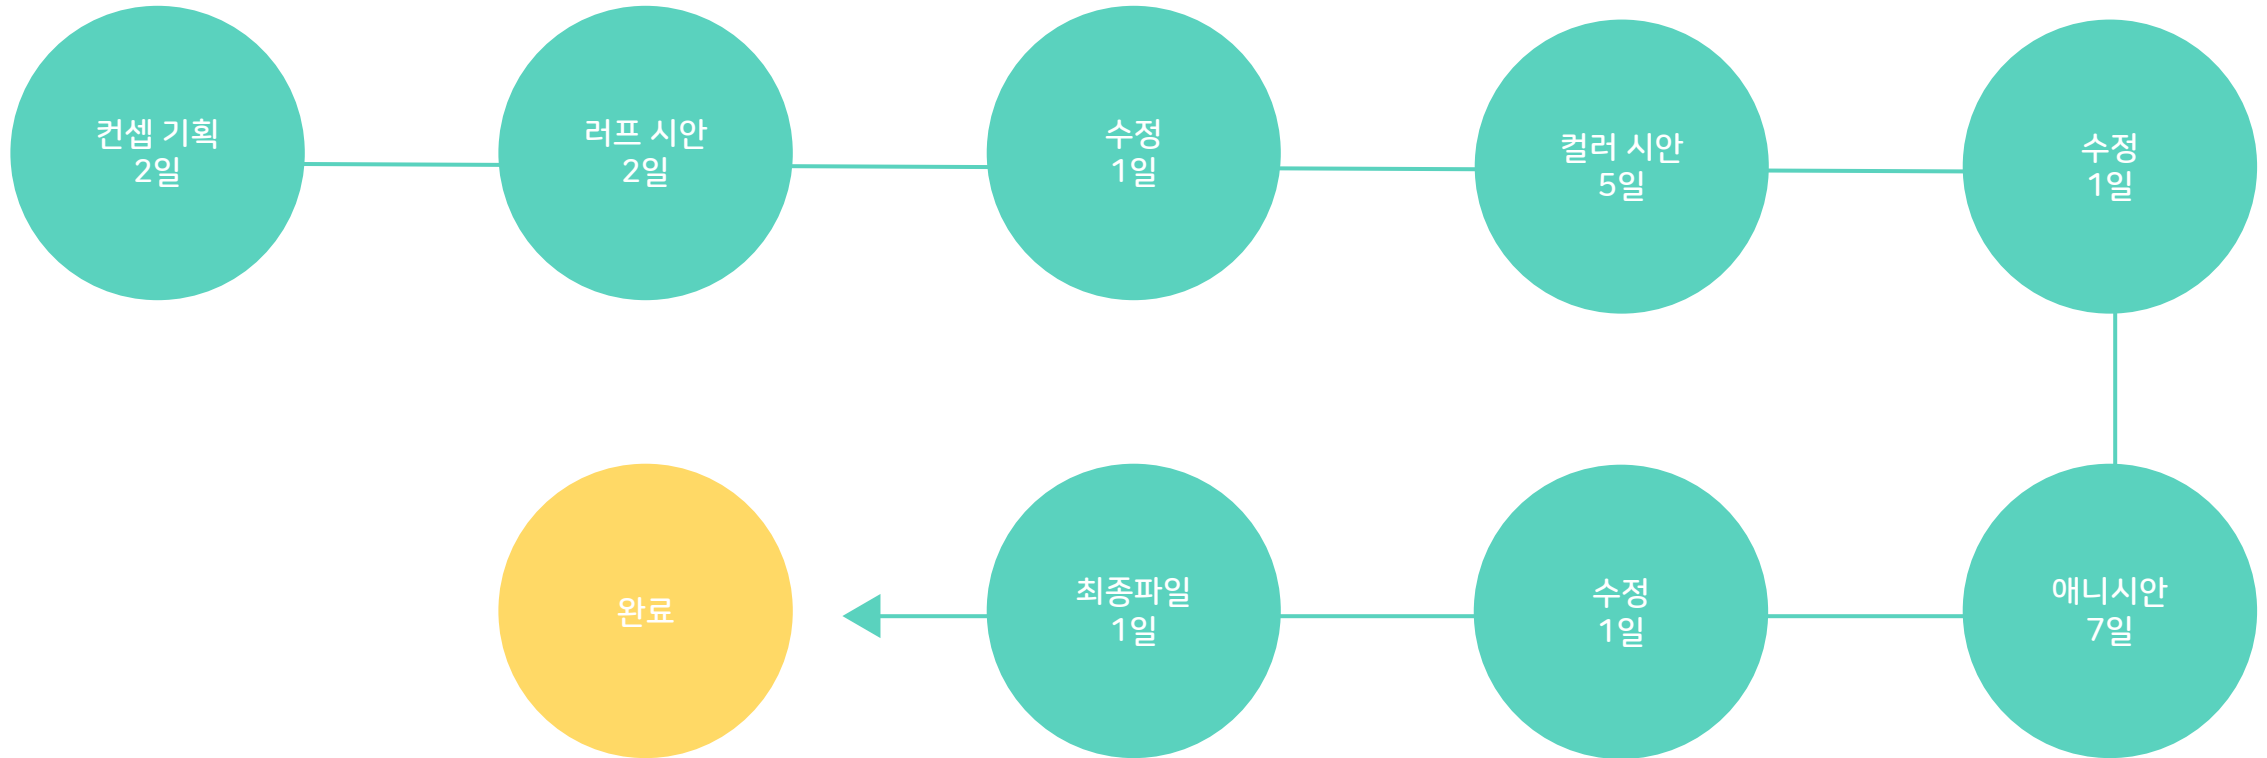 컨셉 기획
2일
러프 시안
2일
수정
1일
컬러 시안
5일
수정
1일
애니시안
7일
수정
1일
최종파일
1일
완료